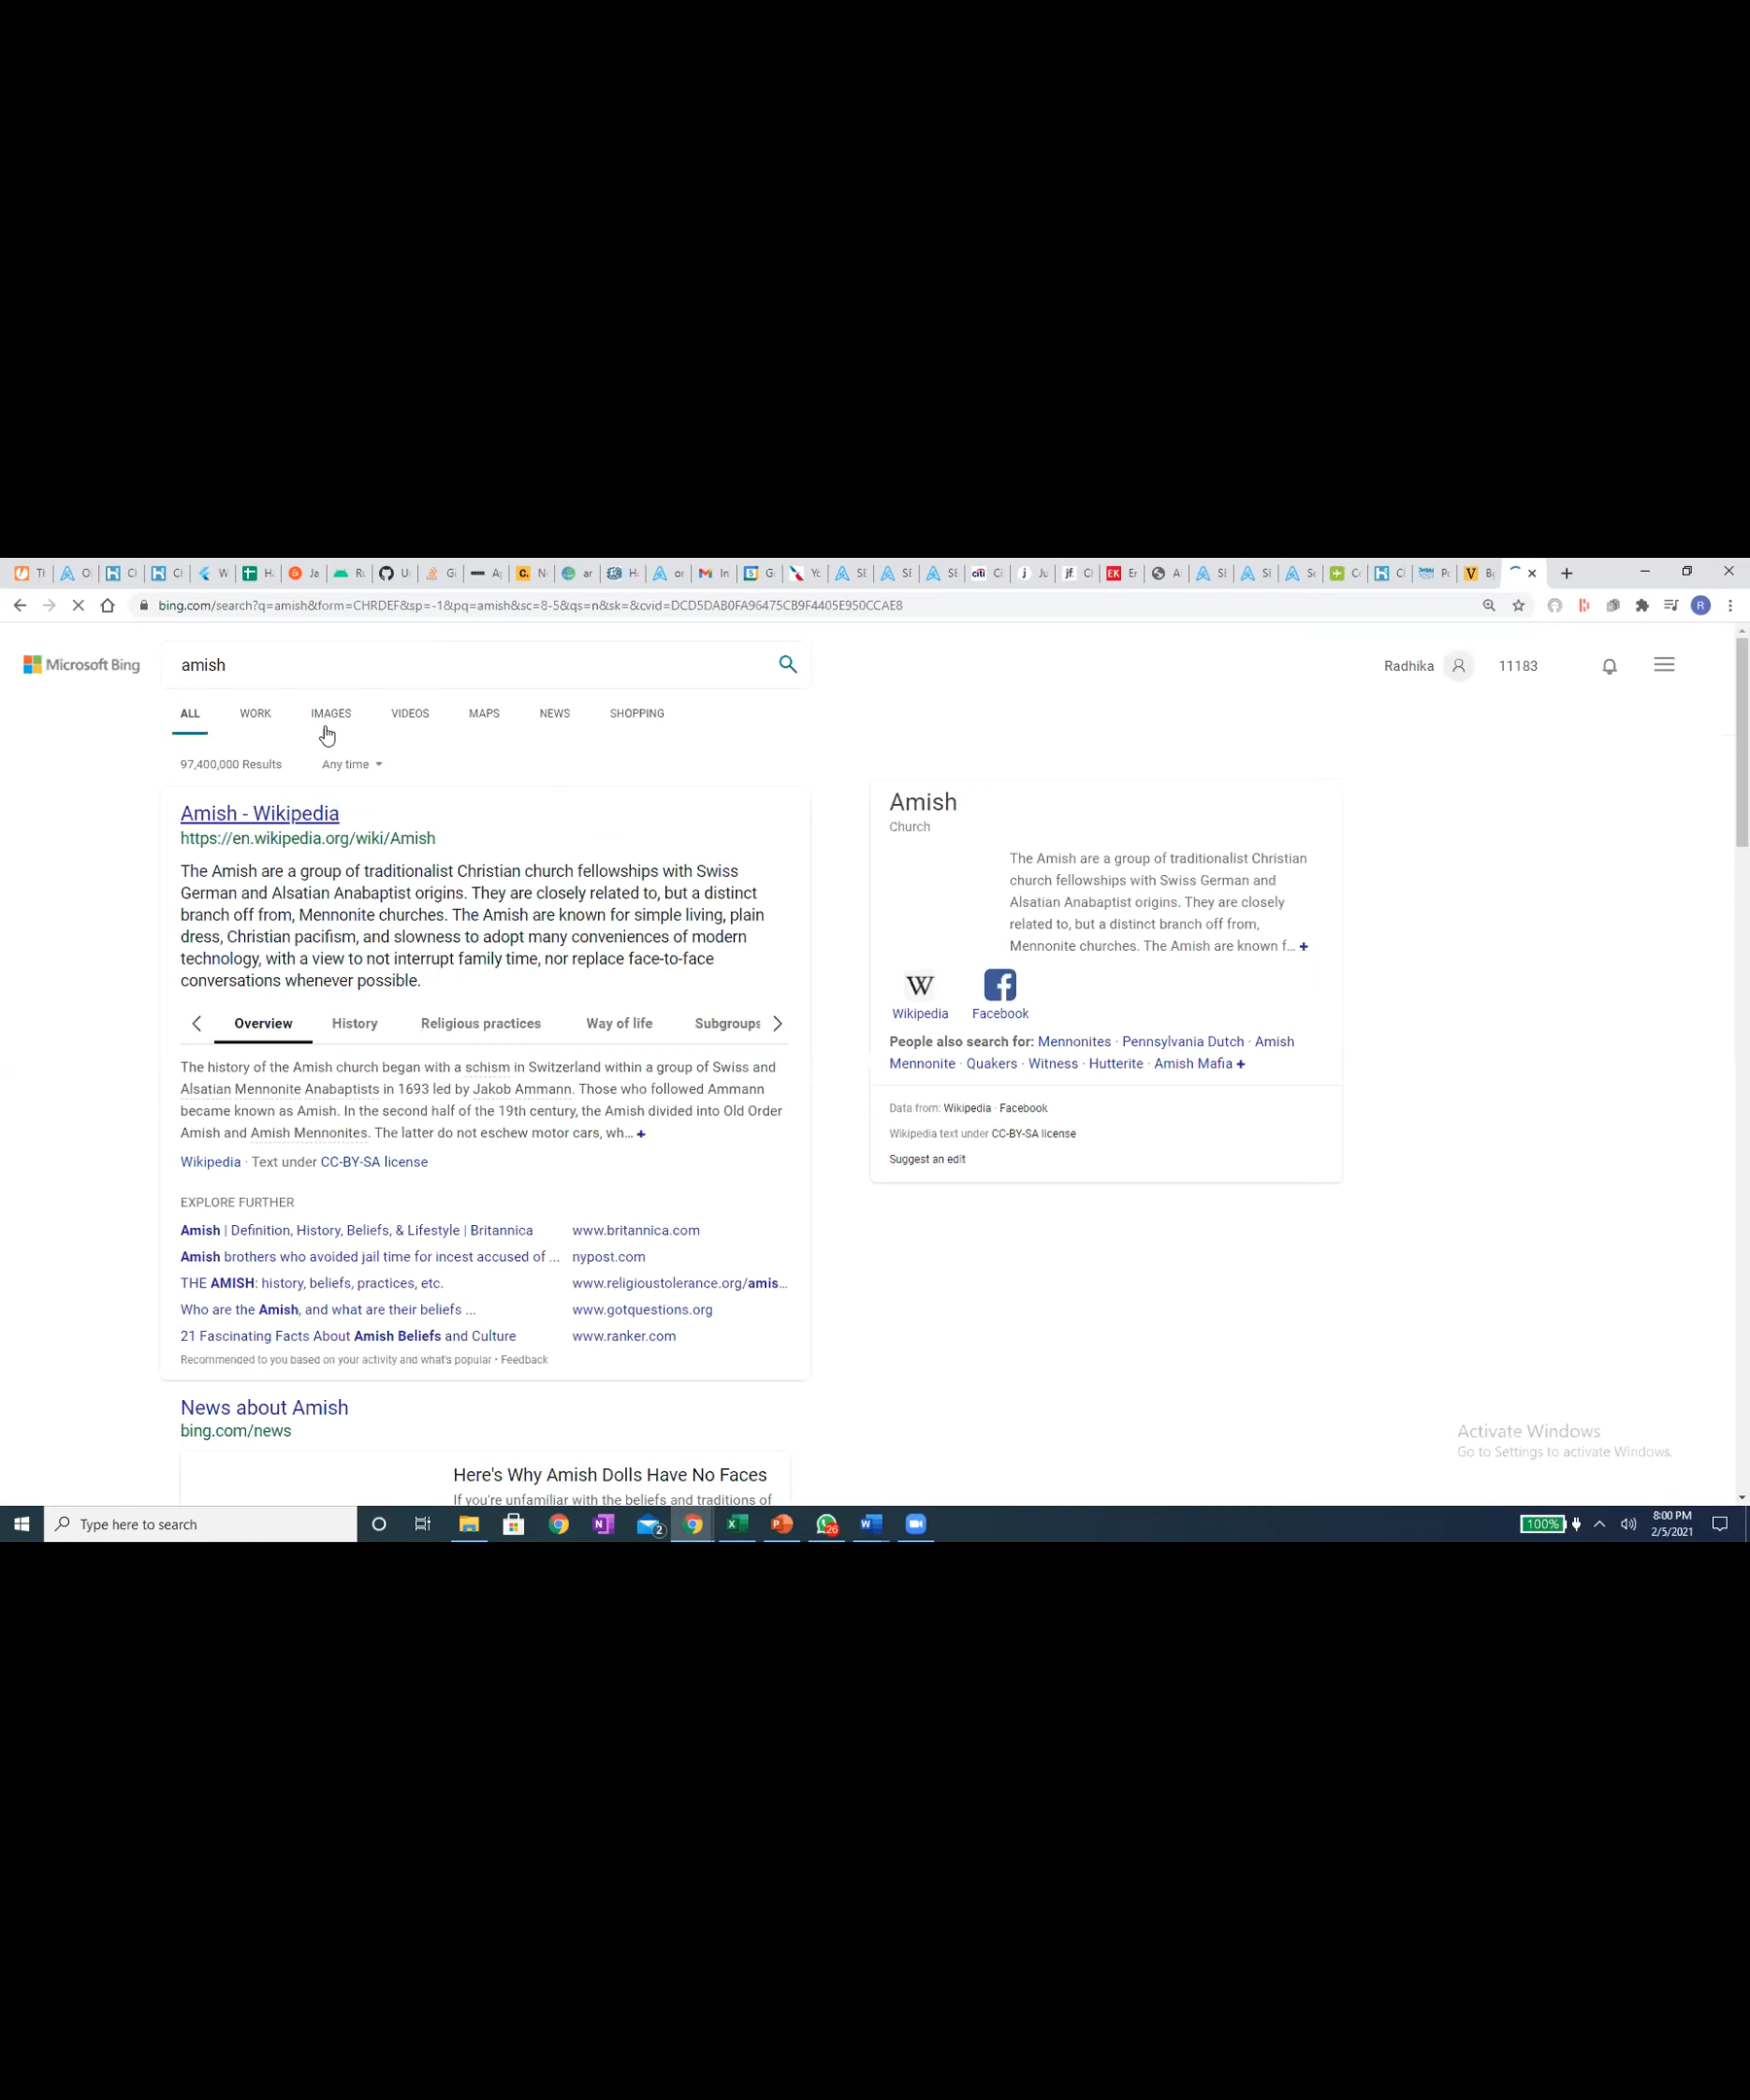 bing.com/search?q=amish&form=CHRDEF&sp=-1&pq=amish&sc=8-5&qs=n&sk=&cvid=DCD5DAB0FA96475CB9F4405E950CCAE8
Microsoft Bing
amish
Radhika
11183
ALL WORK IMAGES VIDEOS MAPS NEWS SHOPPING
97,400,000 Results Any time
Amish - Wikipedia
https://en.wikipedia.org/wiki/Amish
The Amish are a group of traditionalist Christian church fellowships with Swiss
German and Alsatian Anabaptist origins. They are closely related to, but a distinct
branch off from, Mennonite churches. The Amish are known for simple living, plain
dress, Christian pacifism, and slowness to adopt many conveniences of modern
technology, with a view to not interrupt family time, nor replace face-to-face
conversations whenever possible.
Overview History Religious practices Way of life Subgroups
The history of the Amish church began with a schism in Switzerland within a group of Swiss and
Alsatian Mennonite Anabaptists in 1693 led by Jakob Ammann. Those who followed Ammann
became known as Amish. In the second half of the 19th century, the Amish divided into Old Order
Amish and Amish Mennonites. The latter do not eschew motor cars, wh... +
Wikipedia · Text under CC-BY-SA license
EXPLORE FURTHER
Amish | Definition, History, Beliefs, & Lifestyle | Britannica www.britannica.com
Amish brothers who avoided jail time for incest accused of ... nypost.com
THE AMISH: history, beliefs, practices, etc. www.religioustolerance.org/amis...
Who are the Amish, and what are their beliefs ... www.gotquestions.org
21 Fascinating Facts About Amish Beliefs and Culture www.ranker.com
Recommended to you based on your activity and what's popular • Feedback
News about Amish
bing.com/news
Here's Why Amish Dolls Have No Faces
If you're unfamiliar with the beliefs and traditions of
Amish
Church
The Amish are a group of traditionalist Christian
church fellowships with Swiss German and
Alsatian Anabaptist origins. They are closely
related to, but a distinct branch off from,
Mennonite churches. The Amish are known f... +
Wikipedia Facebook
People also search for: Mennonites · Pennsylvania Dutch · Amish
Mennonite · Quakers · Witness · Hutterite · Amish Mafia +
Data from: Wikipedia · Facebook
Wikipedia text under CC-BY-SA license
Suggest an edit
Activate Windows
Go to Settings to activate Windows.
Type here to search
2
26
100%
8:00 PM
2/5/2021